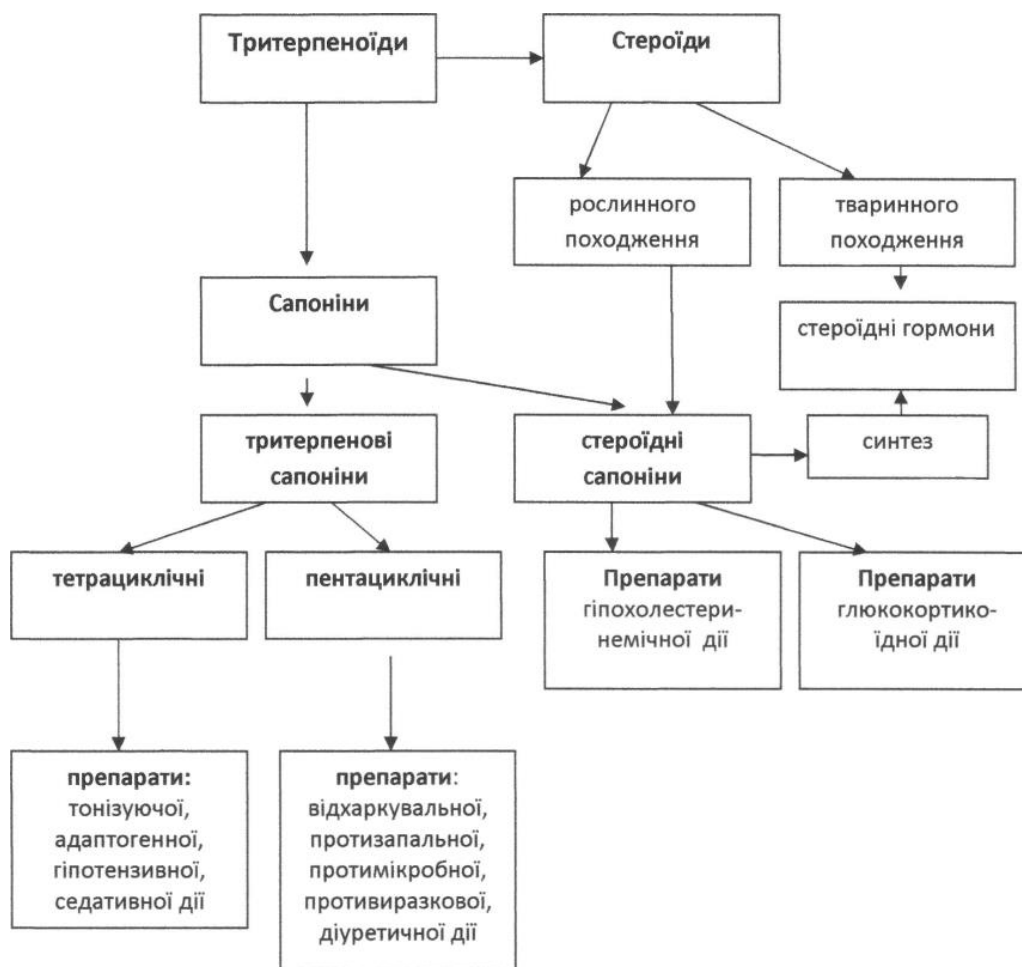 Тритерпеноїди
Стероїди
рослинного
походження
тваринного
походження
Сапоніни
стероїдні гормони
тритерпенові
сапоніни
стероїдні
сапоніни
синтез
тетрациклічні
пентациклічні
Препарати
гіпохолестери-
немічної дії
Препарати
глюкокортико-
їдної дії
препарати:
тонізуючої,
адаптогенної,
гіпотензивної,
седативної дії
препарати:
відхаркувальної,
протизапальної,
протимікробної,
противиразкової,
діуретичної дії